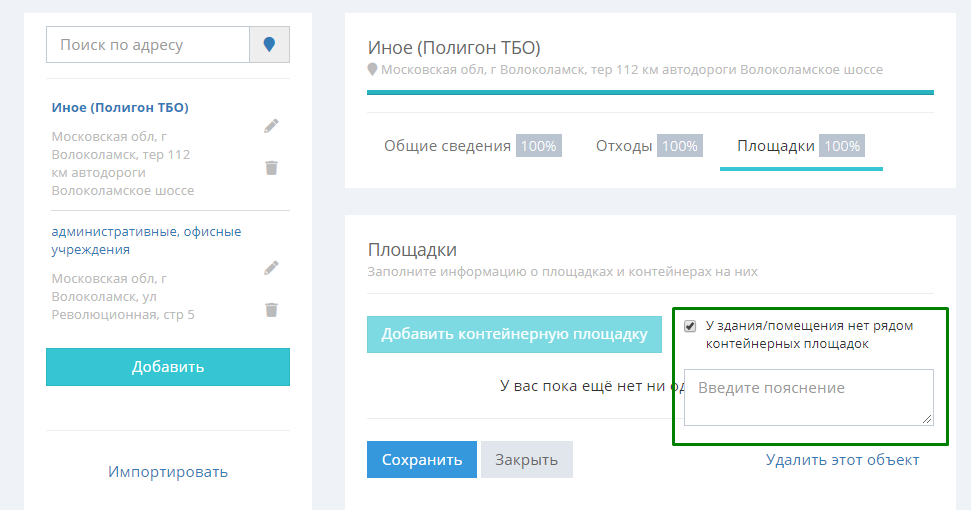 Поиск по адресу
Иное (Полигон ТБО)
Московская обл, г
Волоколамск, тер 112
км автодороги
Волоколамское шоссе
административные, офисные
учреждения
Московская обл, г
Волоколамск, ул
Революционная, стр 5
Добавить
Импортировать
Иное (Полигон ТБО)
Московская обл, г Волоколамск, тер 112 км автодороги Волоколамское шоссе
Общие сведения 100% Отходы 100% Площадки 100%
Площадки
Заполните информацию о площадках и контейнерах на них
Добавить контейнерную площадку
У здания/помещения нет рядом
контейнерных площадок
У вас пока ещё нет ни од
Введите пояснение
Сохранить Закрыть Удалить этот объект